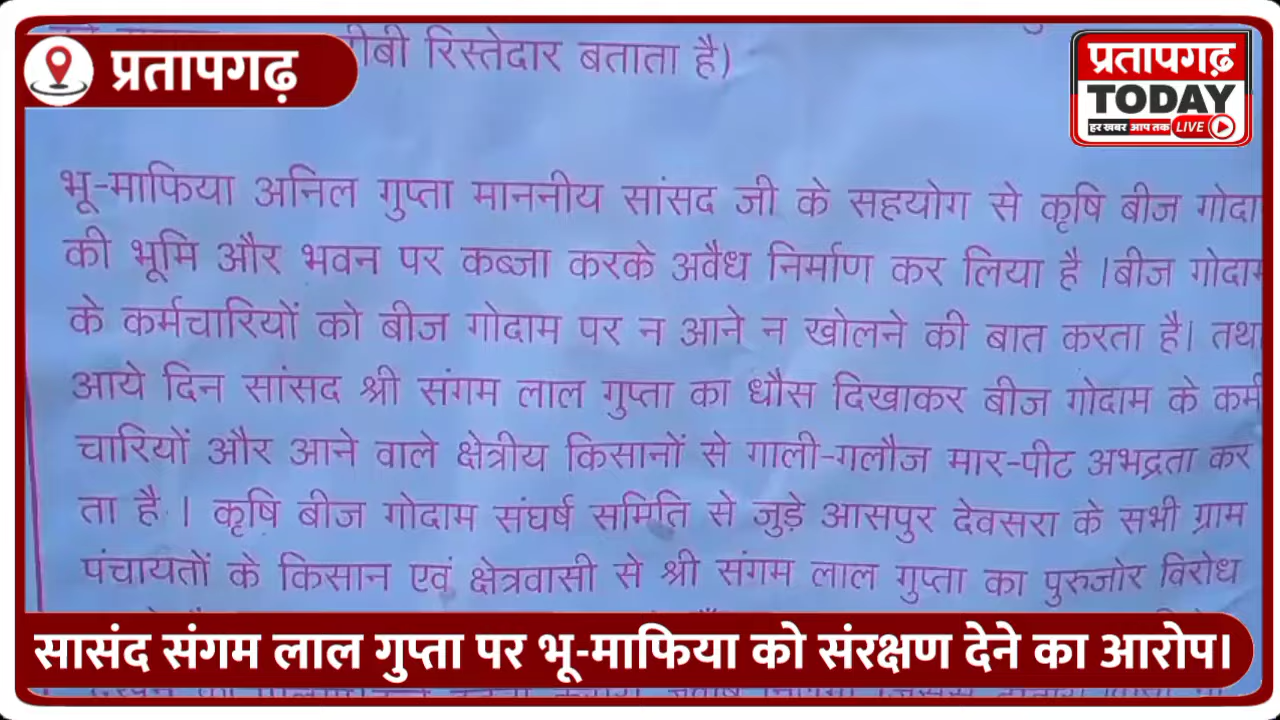 रिस्तेदार बताता है)
प्रतापगढ़
प्रतापगढ़
TODAY
हर खबर आप तक LIVE
भू-माफिया अनिल गुप्ता माननीय सांसद जी के सहयोग से कृषि बीज गोदा
की भूमि और भवन पर कब्जा करके अवैध निर्माण कर लिया है ।बीज गोदाम
के कर्मचारियों को बीज गोदाम पर न आने न खोलने की बात करता है। तथा
आये दिन सांसद श्री संगम लाल गुप्ता का धौस दिखाकर बीज गोदाम के कर्म
चारियों और आने वाले क्षेत्रीय किसानों से गाली-गलौज मार-पीट अभद्रता कर
ता है । कृषि बीज गोदाम संघर्ष समिति से जुड़े आसपुर देवसरा के सभी ग्राम
पंचायतों के किसान एवं क्षेत्रवासी से श्री संगम लाल गुप्ता का पुरुजोर विरोध
सासंद संगम लाल गुप्ता पर भू-माफिया को संरक्षण देने का आरोप।